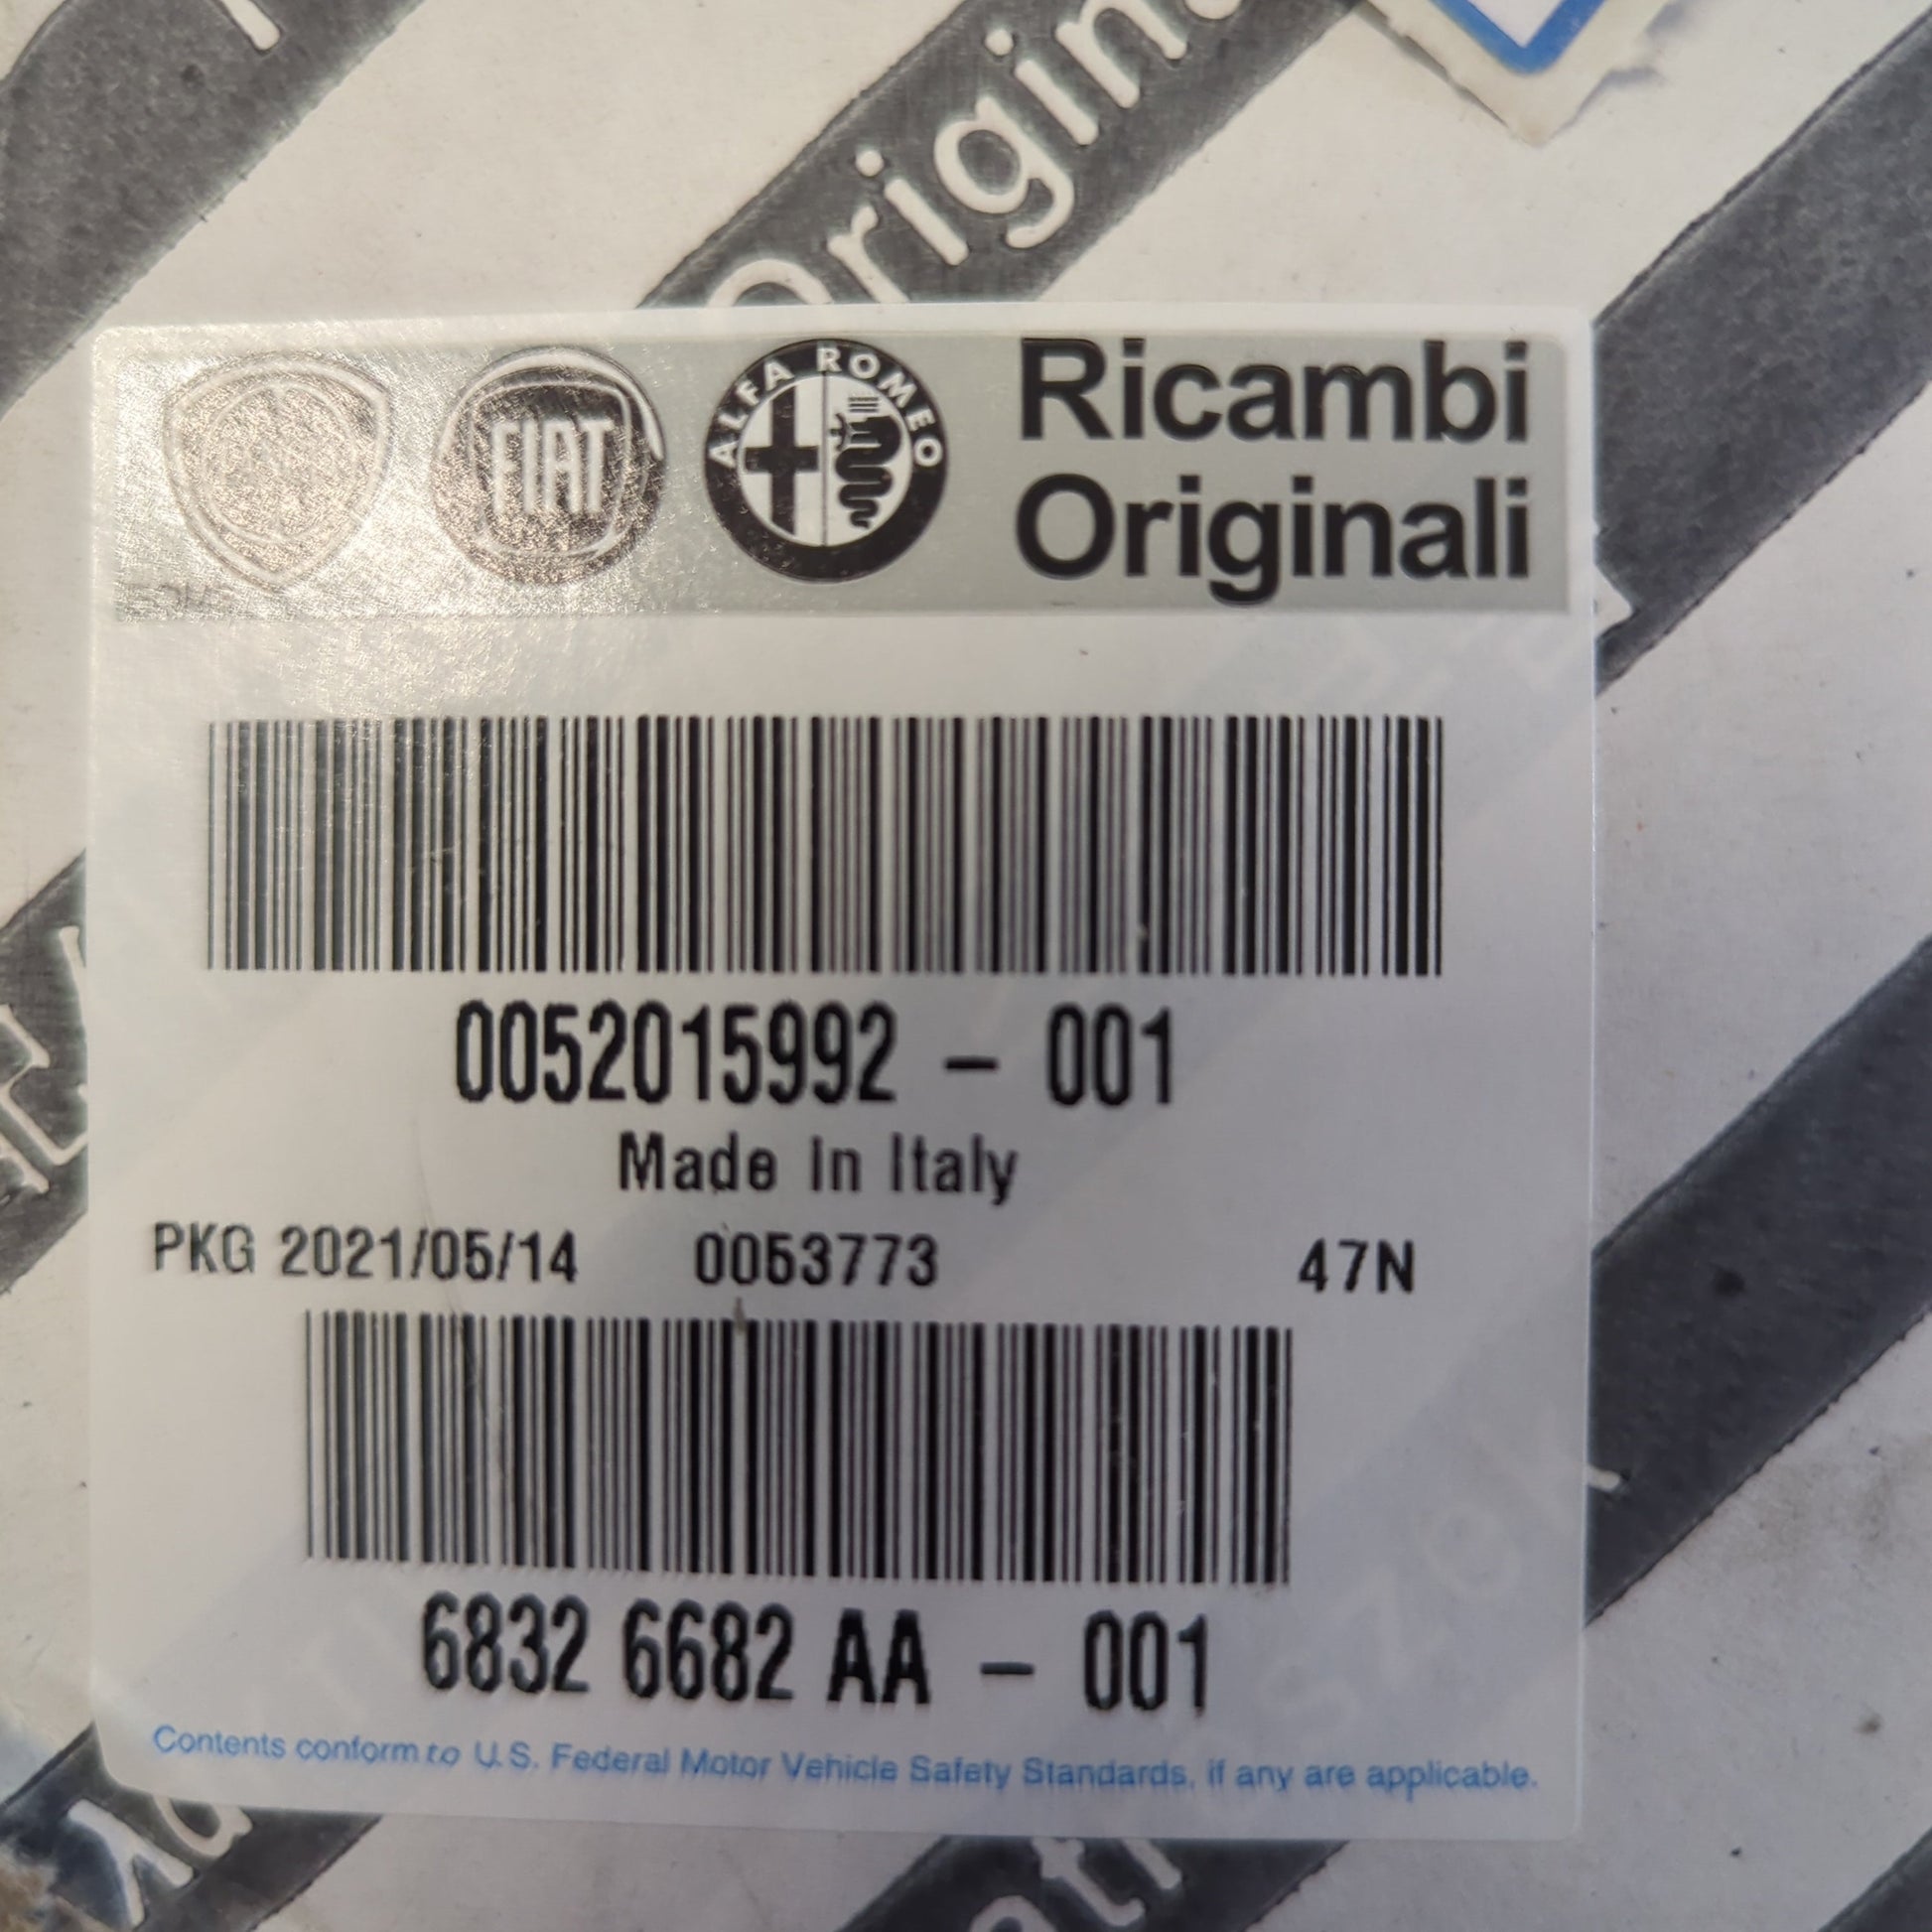 Origin
FIAT
ALFA ROMEO
Ricambi
Originali
0052015992 - 001
Made In Italy
PKG 2021/05/14 0053773 47N
6832 6682 AA - 001
Contents conform to U.S. Federal Motor Vehicle Safety Standards, if any are applicable.